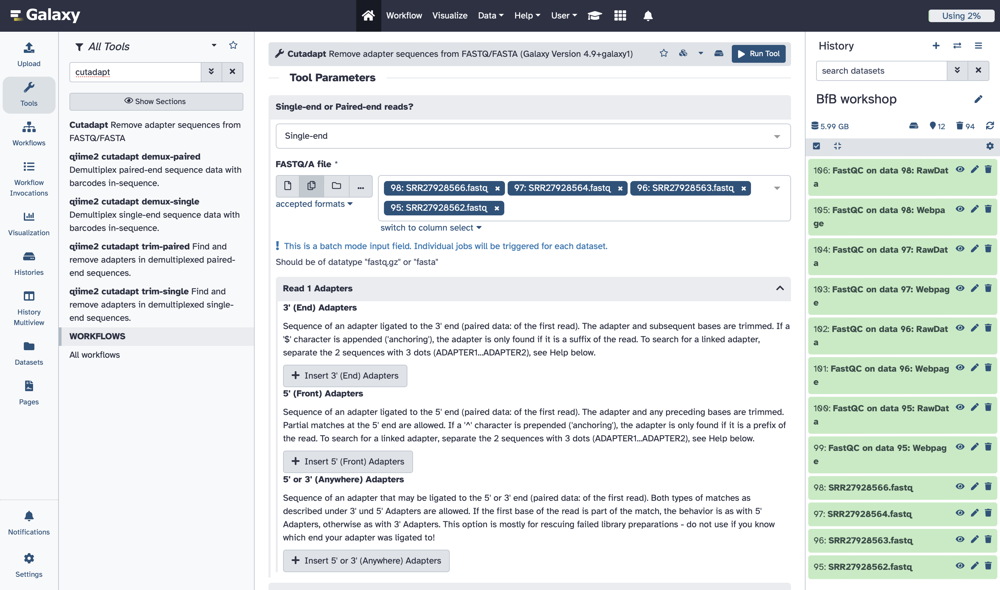 Galaxy
Workflow
Visualize
Data
Help
User
Using 2%
Upload
Tools
Workflows
Workflow
Invocations
Visualization
Histories
History
Multiview
Datasets
Pages
Notifications
Settings
All Tools
cutadapt
Show Sections
Cutadapt Remove adapter sequences from
FASTQ/FASTA
qiime2 cutadapt demux-paired
Demultiplex paired-end sequence data with
barcodes in-sequence.
qiime2 cutadapt demux-single
Demultiplex single-end sequence data with
barcodes in-sequence.
qiime2 cutadapt trim-paired Find and
remove adapters in demultiplexed paired-
end sequences.
qiime2 cutadapt trim-single Find and
remove adapters in demultiplexed single-
end sequences.
WORKFLOWS
All workflows
Cutadapt Remove adapter sequences from FASTQ/FASTA (Galaxy Version 4.9+galaxy1)
Run Tool
Tool Parameters
Single-end or Paired-end reads?
Single-end
FASTQ/A file *
...
accepted formats
98: SRR27928566.fastq × 97: SRR27928564.fastq × 96: SRR27928563.fastq ×
95: SRR27928562.fastq ×
switch to column select
! This is a batch mode input field. Individual jobs will be triggered for each dataset.
Should be of datatype "fastq.gz" or "fasta"
Read 1 Adapters
3' (End) Adapters
Sequence of an adapter ligated to the 3' end (paired data: of the first read). The adapter and subsequent bases are trimmed. If a
'$' character is appended ('anchoring'), the adapter is only found if it is a suffix of the read. To search for a linked adapter,
separate the 2 sequences with 3 dots (ADAPTER1...ADAPTER2), see Help below.
+ Insert 3' (End) Adapters
5' (Front) Adapters
Sequence of an adapter ligated to the 5' end (paired data: of the first read). The adapter and any preceding bases are trimmed.
Partial matches at the 5' end are allowed. If a '^' character is prepended ('anchoring'), the adapter is only found if it is a prefix of
the read. To search for a linked adapter, separate the 2 sequences with 3 dots (ADAPTER1...ADAPTER2), see Help below.
+ Insert 5' (Front) Adapters
5' or 3' (Anywhere) Adapters
Sequence of an adapter that may be ligated to the 5' or 3' end (paired data: of the first read). Both types of matches as
described under 3' und 5' Adapters are allowed. If the first base of the read is part of the match, the behavior is as with 5'
Adapters, otherwise as with 3' Adapters. This option is mostly for rescuing failed library preparations - do not use if you know
which end your adapter was ligated to!
+ Insert 5' or 3' (Anywhere) Adapters
History
search datasets
BfB workshop
5.99 GB
12
94
106: FastQC on data 98: RawDat
a
105: FastQC on data 98: Webpa
ge
104: FastQC on data 97: RawDat
a
103: FastQC on data 97: Webpag
e
102: FastQC on data 96: RawDat
a
101: FastQC on data 96: Webpag
e
100: FastQC on data 95: RawDat
a
99: FastQC on data 95: Webpag
e
98: SRR27928566.fastq
97: SRR27928564.fastq
96: SRR27928563.fastq
95: SRR27928562.fastq